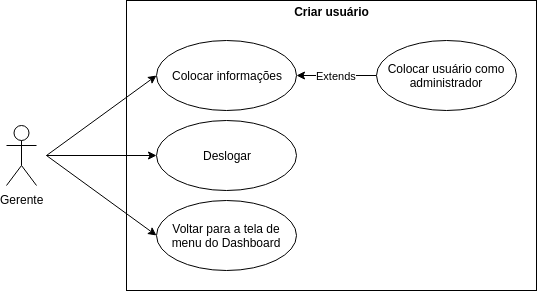 Criar usuário
Colocar informações
Extends
Colocar usuário como
administrador
Deslogar
Gerente
Voltar para a tela de
menu do Dashboard